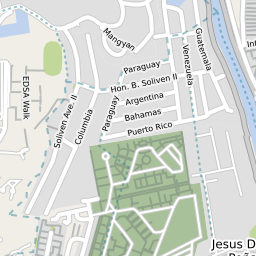 Mangyan
Paraguay
Guatemala
Venezuela
Hon. B. Soliven II
EDSA Walk
Argentina
Paraguay
Bahamas
Soliven Ave. II
Columbia
Puerto Rico
Jesus D